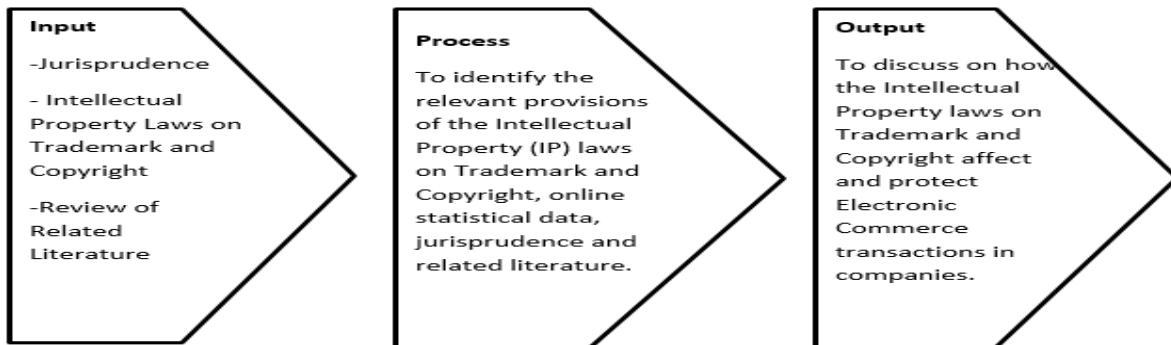 Input
-Jurisprudence
- Intellectual
Property Laws on
Trademark and
Copyright
-Review of
Related
Literature
Process
To identify the
relevant provisions
of the Intellectual
Property (IP) laws
on Trademark and
Copyright, online
statistical data,
jurisprudence and
related literature.
Output
To discuss on how
the Intellectual
Property laws on
Trademark and
Copyright affect
and protect
Electronic
Commerce
transactions in
companies.